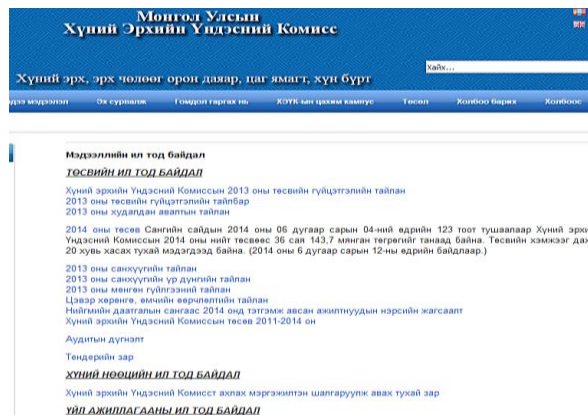 Монгол Улсын
Хүний Эрхийн Үндэсний Комисс
Хайх...
Хүний эрх, эрх чөлөөг орон даяар, цаг ямагт, хүн бүрт
мэдээлэл Эх сурвалж Гомдол гаргах нь ХЭҮК-ын цахим кампус Төсөл Холбоо барих Холбоос
Мэдээллийн ил тод байдал
ТӨСВИЙН ИЛ ТОД БАЙДАЛ
Хүний эрхийн Үндэсний Комиссын 2013 оны төсвийн гүйцэтгэлийн тайлан
2013 оны төсвийн гүйцэтгэлийн тайлбар
2013 оны худалдан авалтын тайлан
2014 оны төсөв Сангийн сайдын 2014 оны 06 дугаар сарын 04-ний өдрийн 123 тоот тушаалаар Хүний эрхи
Үндэсний Комиссын 2014 оны нийт төсвөөс 36 сая 143,7 мянган төгрөгийг танаад байна. Төсвийн хэмжээг да
20 хувь хасах тухай мэдэгдээд байна. (2014 оны 6 дугаар сарын 12-ны өдрийн байдлаар.)
2013 оны санхүүгийн тайлан
2013 оны санхүүгийн үр дүнгийн тайлан
2013 оны мөнгөн гүйлгээний тайлан
Цэвэр хөрөнгө, өмчийн өөрчлөлтийн тайлан
Нийгмийн даатгалын сангаас 2014 онд тэтгэмж авсан ажилтнуудын нэрсийн жагсаалт
Хүний эрхийн Үндэсний Комиссын төсөв 2011-2014 он
Аудитын дүгнэлт
Тендерийн зар
ХҮНИЙ НӨӨЦИЙН ИЛ ТОД БАЙДАЛ
Хүний эрхийн Үндэсний Комисст ахлах мэргэжилтэн шалгаруулж авах тухай зар
ҮЙЛ АЖИЛЛАГААНЫ ИЛ ТОД БАЙДАЛ